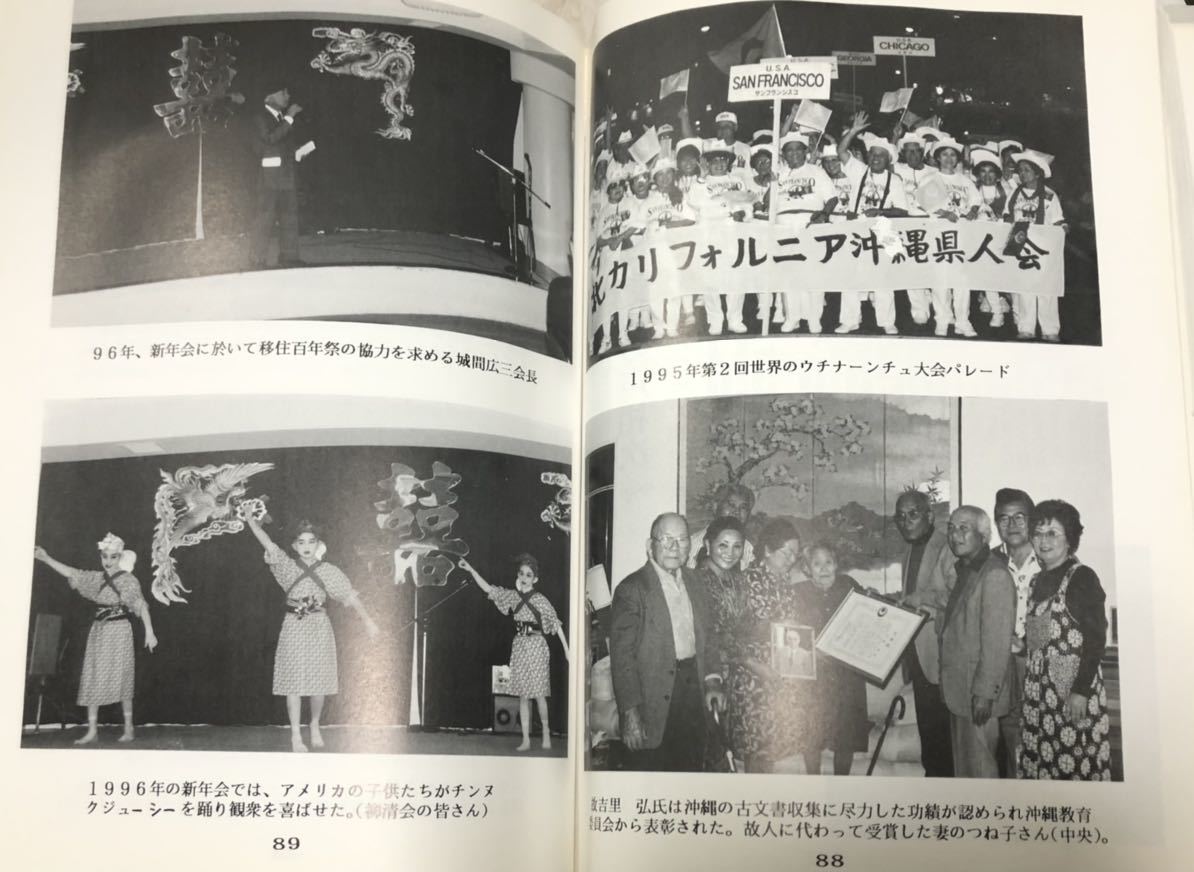 U.S.A.
SAN FRANCISCO
サンフランシスコ
GEORGIA
U.S.A.
CHICAGO
北カリフォルニア沖縄県人会
1995年第2回世界のウチナーンチュ大会パレード
吉里 弘氏は沖縄の古文書収集に尽力した功績が認められ沖縄教育
委員会から表彰された。故人に代わって受賞した妻のつね子さん(中央)。
88
囍
96年、新年会に於いて移住百年祭の協力を求める城間広三会長
囍
1996年の新年会では、アメリカの子供たちがチンヌ
クジューシーを踊り観衆を喜ばせた。(柳清会の皆さん)
89